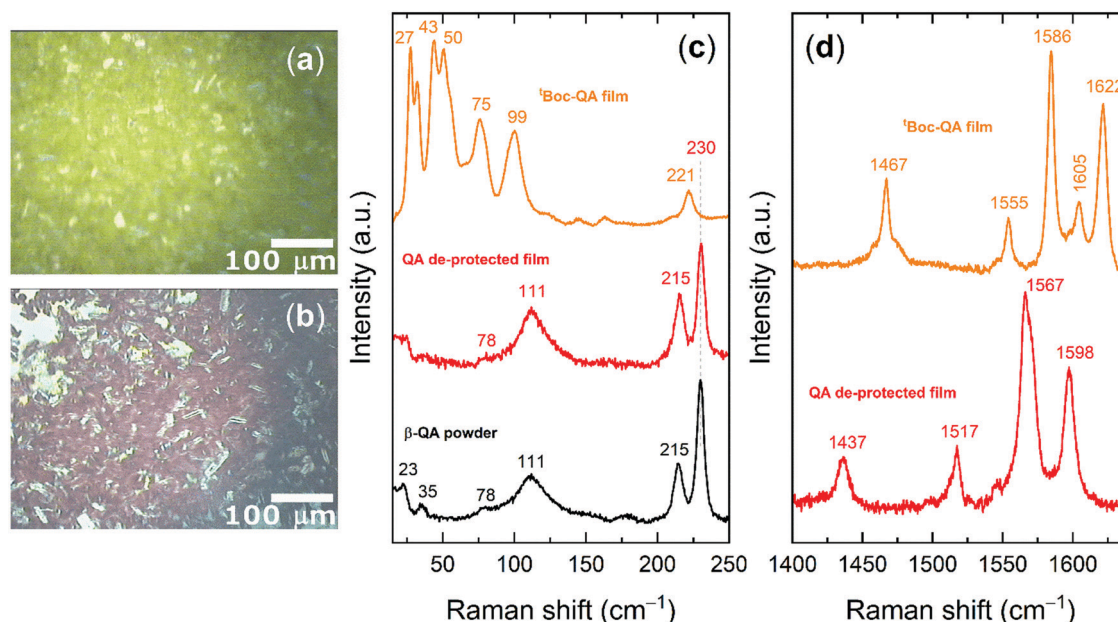 (a)
100 µm
(b)
100 µm
(c)
27
43
50
75
99
ᵗBoc-QA film
230
221
QA de-protected film
111
215
78
β-QA powder
23
35
78
111
215
Intensity (a.u.)
50 100 150 200 250
Raman shift (cm⁻¹)
(d)
1586
1622
ᵗBoc-QA film
1467
1605
1555
1567
1598
QA de-protected film
1437
1517
Intensity (a.u.)
1400 1450 1500 1550 1600
Raman shift (cm⁻¹)